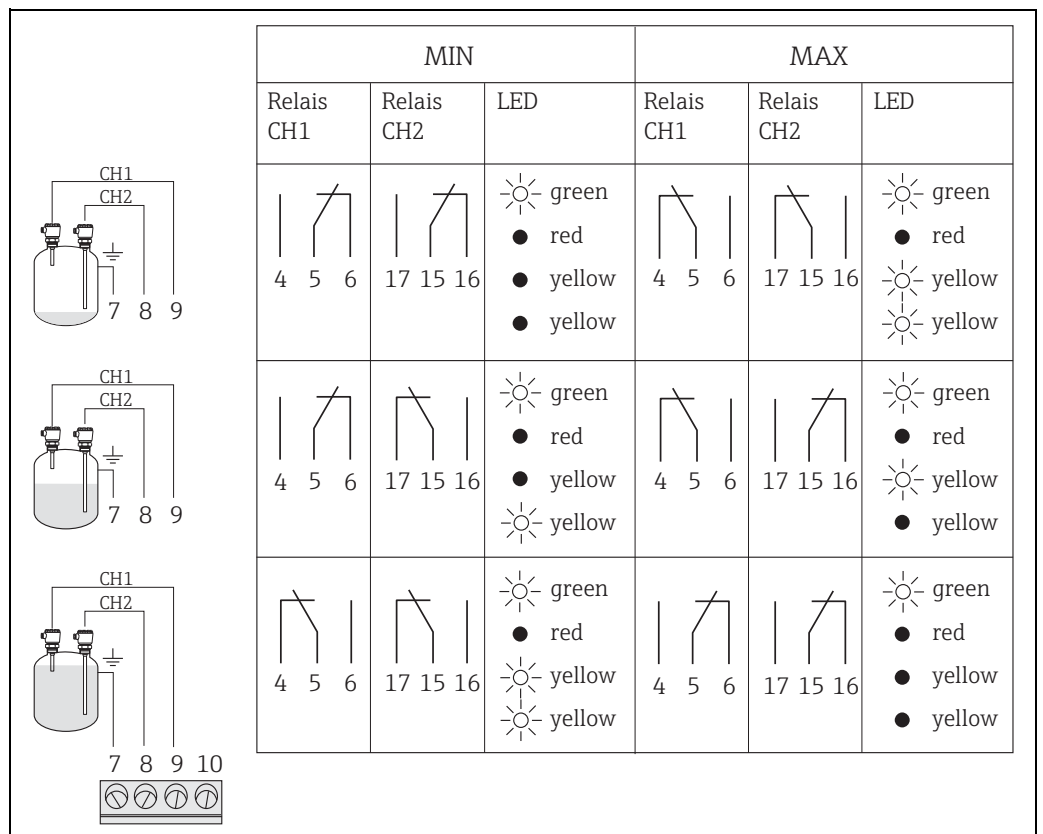 MIN MAX
Relais CH1 Relais CH2 LED Relais CH1 Relais CH2 LED
CH1
CH2
7 8 9
4 5 6 17 15 16
green
red
yellow
yellow
4 5 6 17 15 16
green
red
yellow
yellow
CH1
CH2
7 8 9
4 5 6 17 15 16
green
red
yellow
yellow
4 5 6 17 15 16
green
red
yellow
yellow
CH1
CH2
4 5 6 17 15 16
green
red
yellow
yellow
4 5 6 17 15 16
green
red
yellow
yellow
7 8 9 10